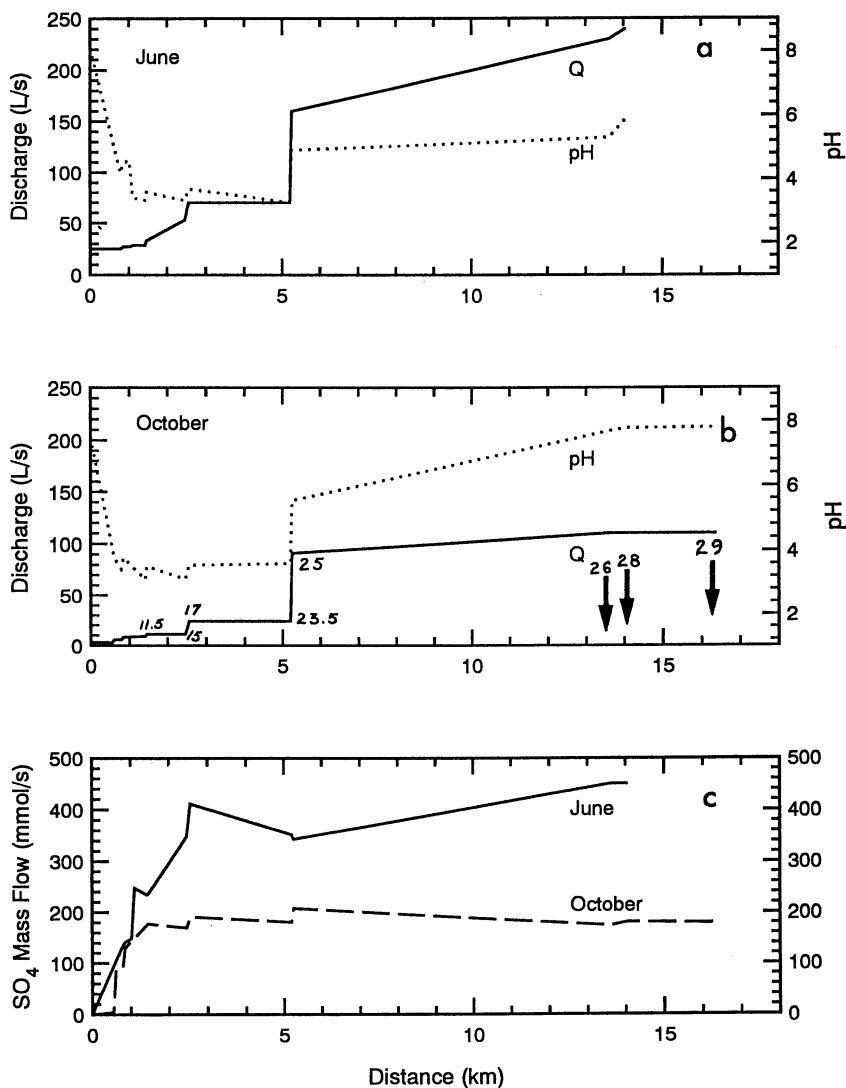 250
200
150
100
50
0
Discharge (L/s)
June
a
Q
pH
8
6
4
2
pH
0 5 10 15
250
200
150
100
50
0
Discharge (L/s)
October
b
pH
Q
11.5
17
15
25
23.5
26
28
29
8
6
4
2
pH
0 5 10 15
500
400
300
200
100
0
SO4 Mass Flow (mmol/s)
c
June
October
500
400
300
200
100
0
0 5 10 15
Distance (km)